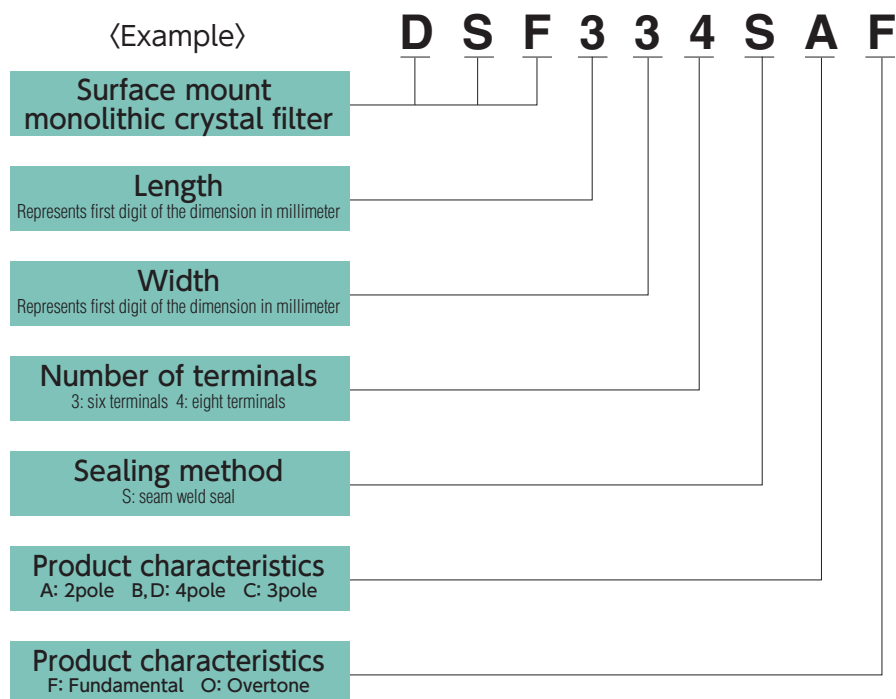 〈Example〉 D S F 3 3 4 S A F
Surface mount
monolithic crystal filter
Length
Represents first digit of the dimension in millimeter
Width
Represents first digit of the dimension in millimeter
Number of terminals
3: six terminals 4: eight terminals
Sealing method
S: seam weld seal
Product characteristics
A: 2pole B, D: 4pole C: 3pole
Product characteristics
F: Fundamental O: Overtone